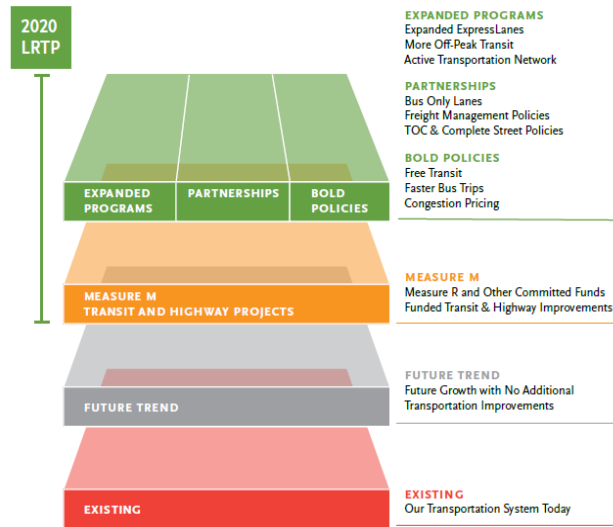 2020
LRTP
EXPANDED PROGRAMS
Expanded ExpressLanes
More Off-Peak Transit
Active Transportation Network
PARTNERSHIPS
Bus Only Lanes
Freight Management Policies
TOC & Complete Street Policies
BOLD POLICIES
Free Transit
Faster Bus Trips
Congestion Pricing
EXPANDED
PROGRAMS
PARTNERSHIPS
BOLD
POLICIES
MEASURE M
TRANSIT AND HIGHWAY PROJECTS
MEASURE M
Measure R and Other Committed Funds
Funded Transit & Highway Improvements
FUTURE TREND
FUTURE TREND
Future Growth with No Additional
Transportation Improvements
EXISTING
EXISTING
Our Transportation System Today